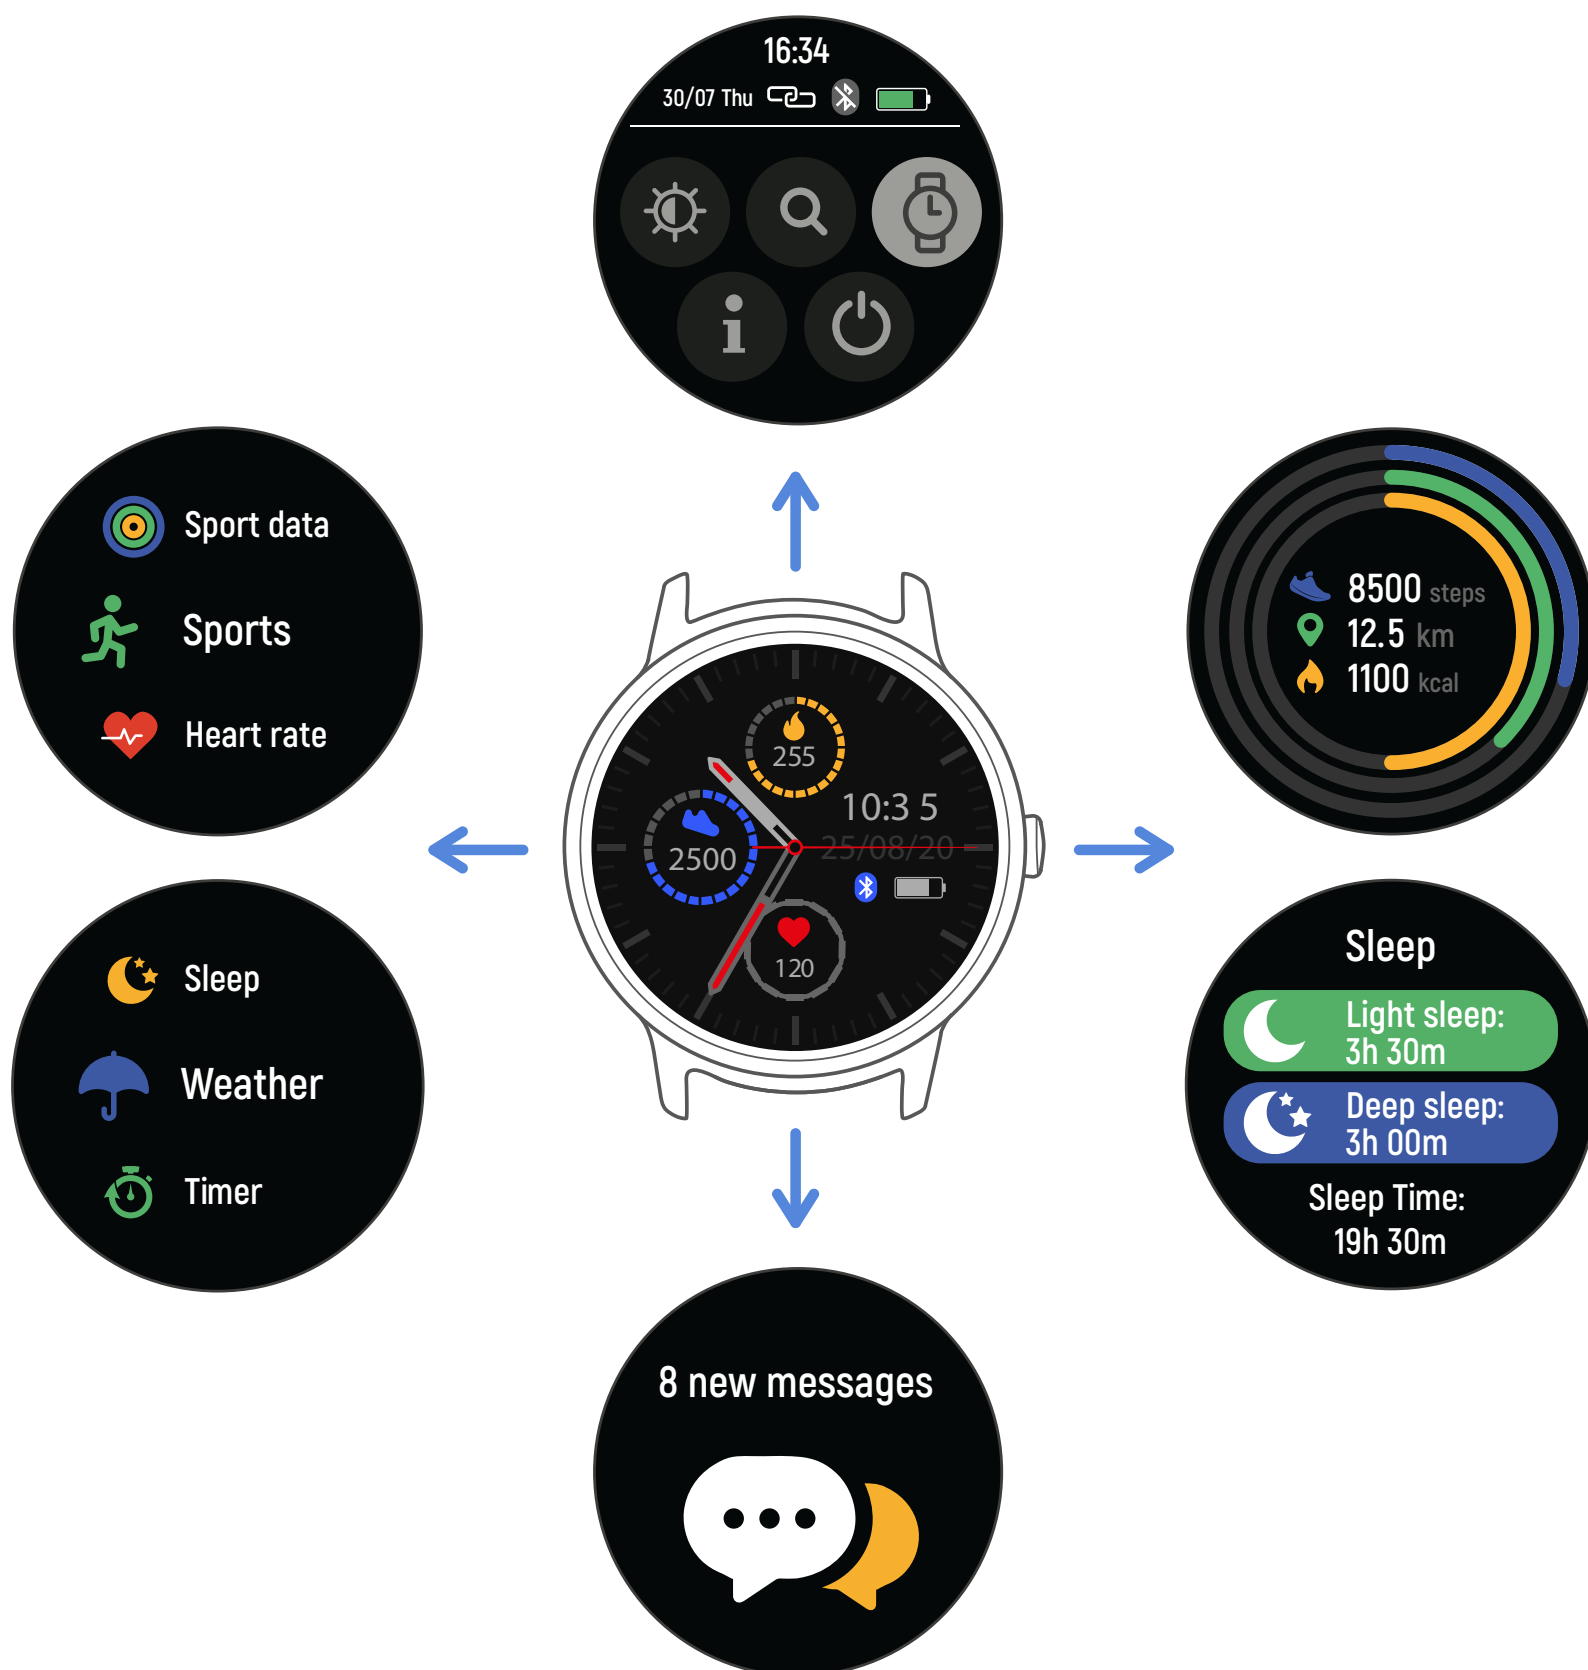 16:34
30/07 Thu
Sport data
Sports
Heart rate
8500 steps
12.5 km
1100 kcal
255
10:3 5
25/08/20
2500
120
Sleep
Weather
Timer
Sleep
Light sleep:
3h 30m
Deep sleep:
3h 00m
Sleep Time:
19h 30m
8 new messages